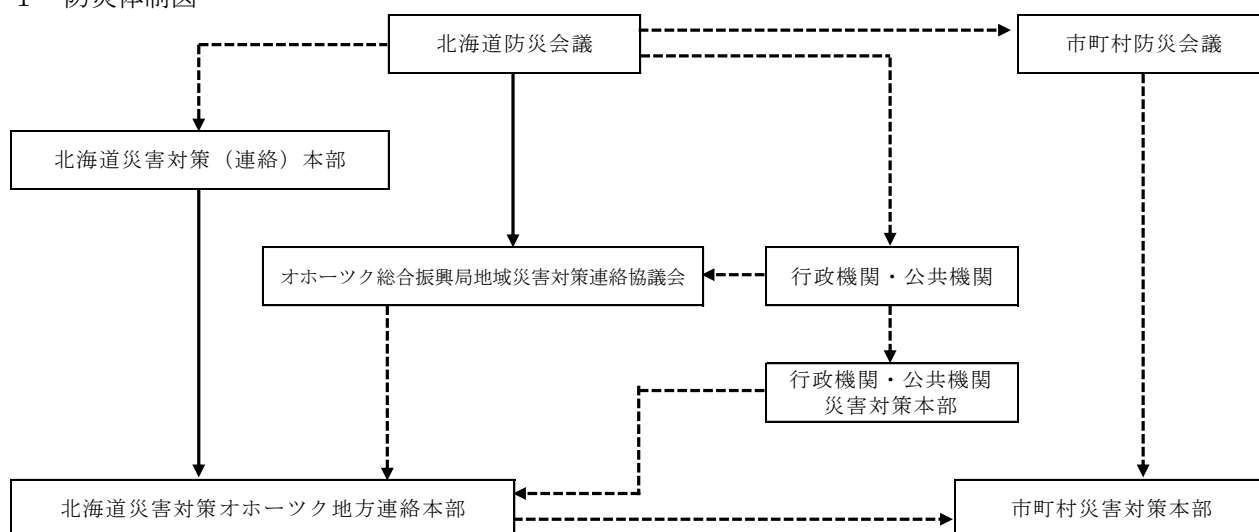 1 防災体制図
北海道防災会議
市町村防災会議
北海道災害対策（連絡）本部
オホーツク総合振興局地域災害対策連絡協議会
行政機関・公共機関
行政機関・公共機関
災害対策本部
北海道災害対策オホーツク地方連絡本部
市町村災害対策本部